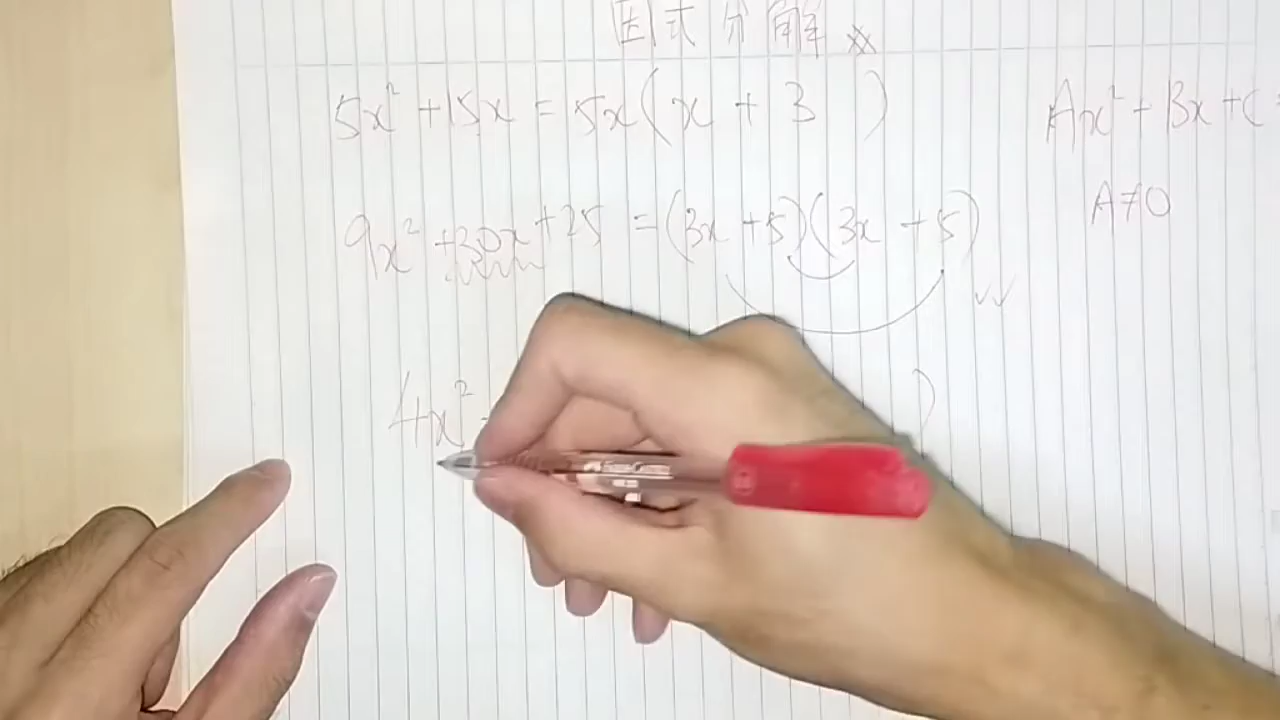 因式分解
5x² + 15x = 5x(x + 3)
Ax² + Bx + C
A≠0
9x² + 30x + 25 = (3x + 5)(3x + 5)
4x² )